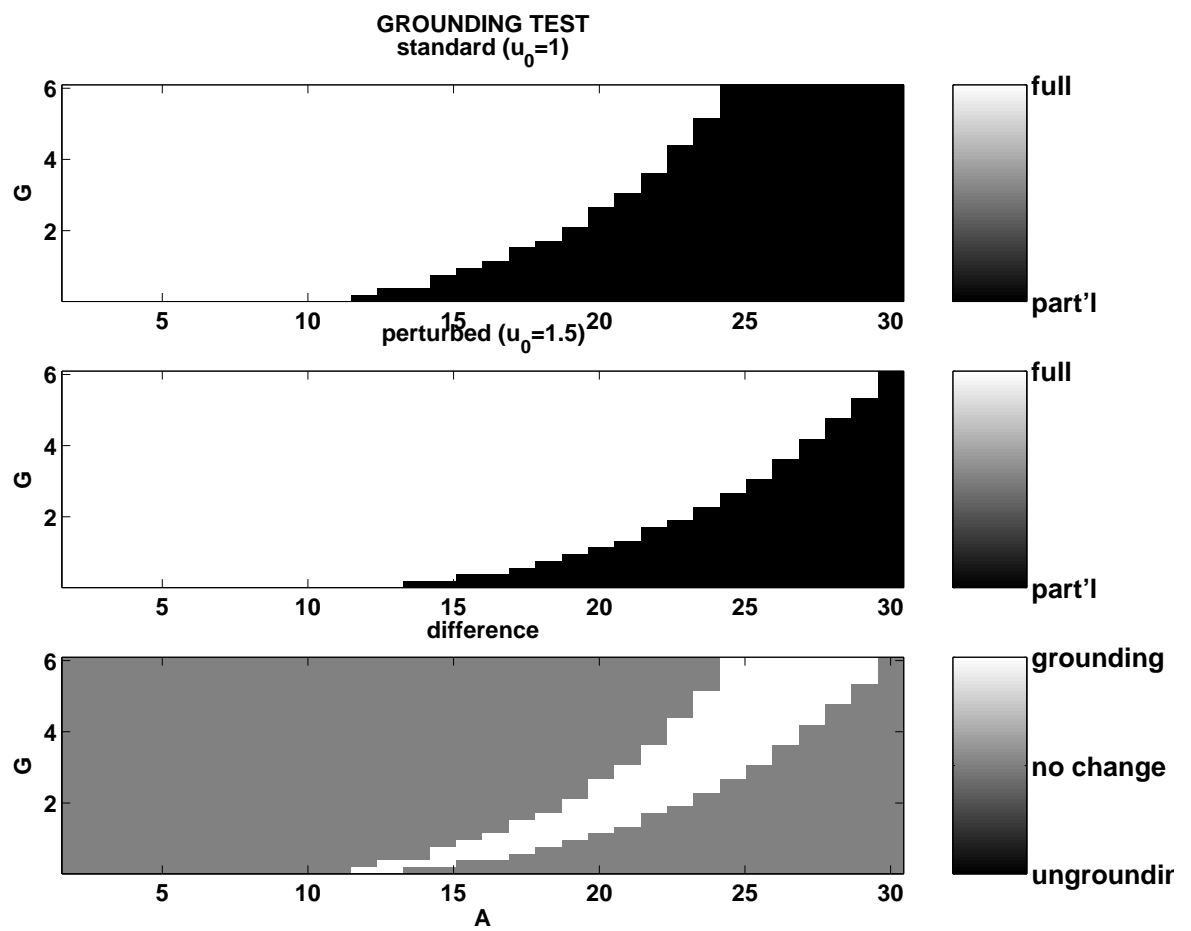 GROUNDING TEST
standard (u0=1)
6
4
2
G
5 10 15 20 25 30
full
part'l
perturbed (u0=1.5)
6
4
2
G
5 10 15 20 25 30
full
part'l
difference
6
4
2
G
5 10 15 20 25 30
A
grounding
no change
ungroundin